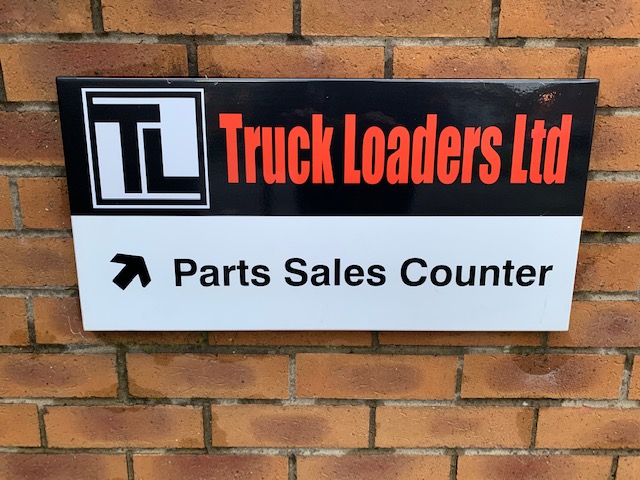 TL Truck Loaders Ltd
Parts Sales Counter